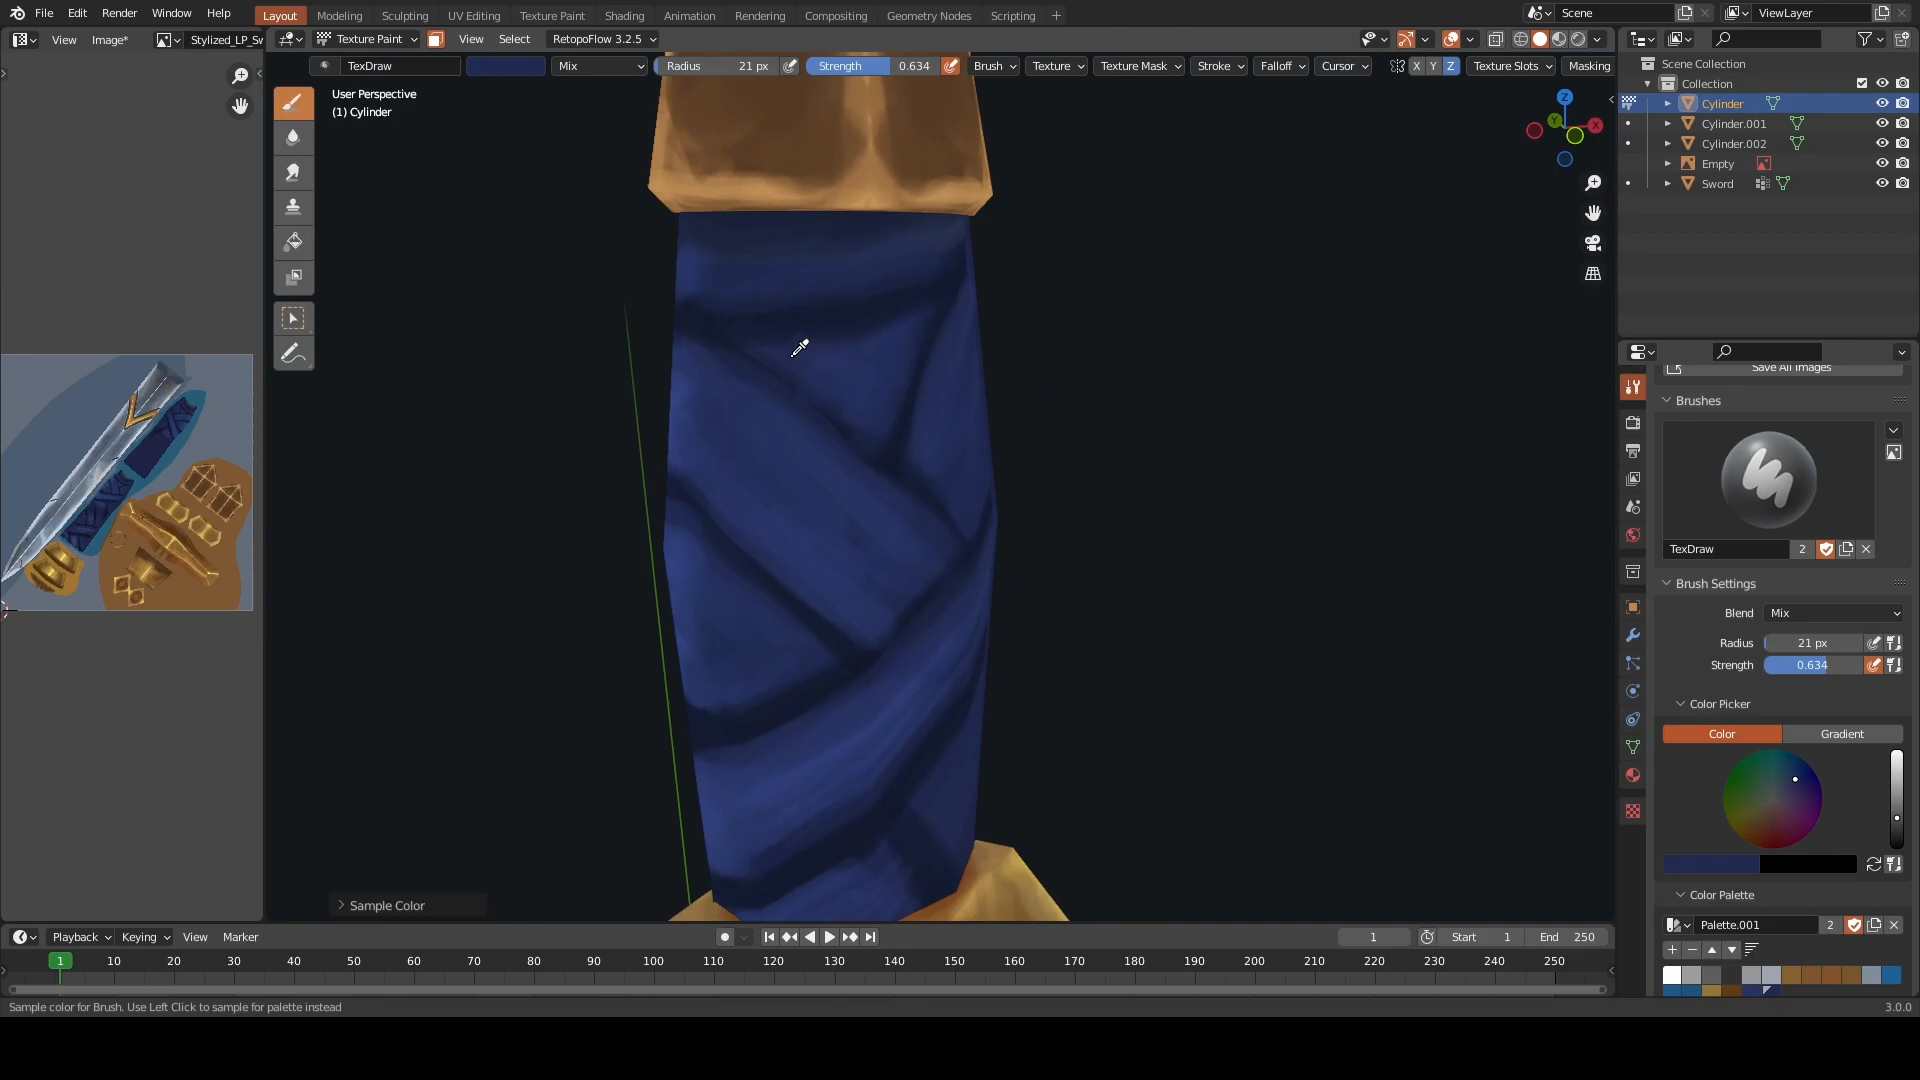 File Edit Render Window Help Layout Modeling Sculpting UV Editing Texture Paint Shading Animation Rendering Compositing Geometry Nodes Scripting + Scene ViewLayer
View Image* Stylized_LP_Sw Texture Paint View Select RetopoFlow 3.2.5
TexDraw Mix Radius 21 px Strength 0.634 Brush Texture Texture Mask Stroke Falloff Cursor X Y Z Texture Slots Masking
User Perspective
(1) Cylinder
Z
Y
X
Scene Collection
Collection
Cylinder
Cylinder.001
Cylinder.002
Empty
Sword
Save All Images
Brushes
TexDraw 2
Brush Settings
Blend Mix
Radius 21 px
Strength 0.634
Color Picker
Color Gradient
Color Palette
Palette.001 2
Sample Color
Playback Keying View Marker 1 Start 1 End 250
1 10 20 30 40 50 60 70 80 90 100 110 120 130 140 150 160 170 180 190 200 210 220 230 240 250
Sample color for Brush. Use Left Click to sample for palette instead 3.0.0